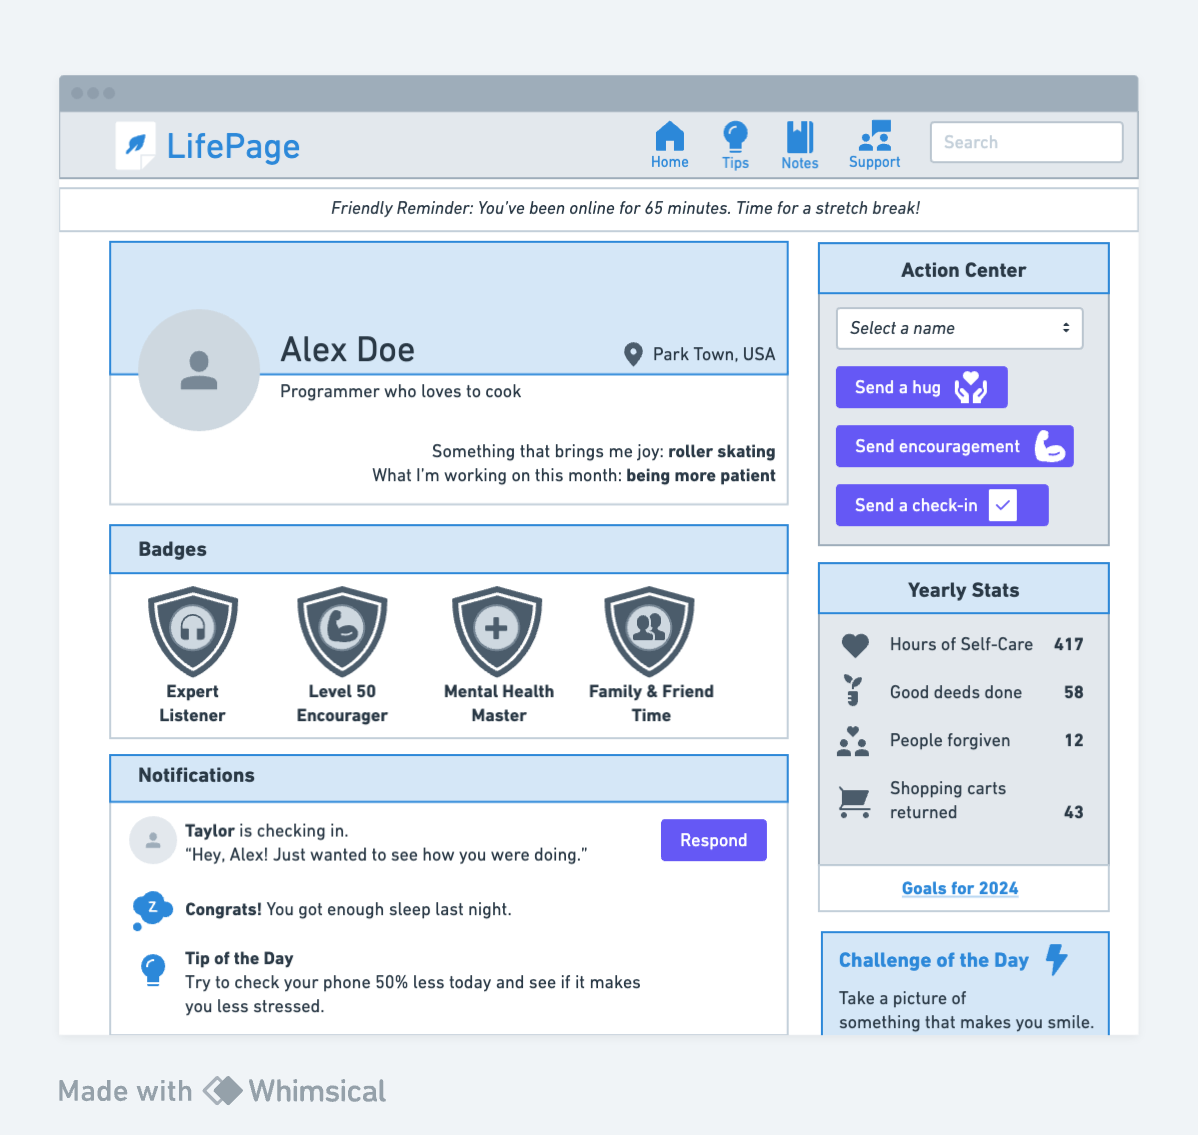 LifePage
Home
Tips
Notes
Support
Search
Friendly Reminder: You've been online for 65 minutes. Time for a stretch break!
Alex Doe
Park Town, USA
Programmer who loves to cook
Something that brings me joy: roller skating
What I'm working on this month: being more patient
Badges
Expert
Listener
Level 50
Encourager
Mental Health
Master
Family & Friend
Time
Notifications
Taylor is checking in.
“Hey, Alex! Just wanted to see how you were doing.”
Respond
Z
Congrats! You got enough sleep last night.
Tip of the Day
Try to check your phone 50% less today and see if it makes
you less stressed.
Action Center
Select a name
Send a hug
Send encouragement
Send a check-in
Yearly Stats
Hours of Self-Care 417
Good deeds done 58
People forgiven 12
Shopping carts
returned 43
Goals for 2024
Challenge of the Day
Take a picture of
something that makes you smile.
Made with Whimsical